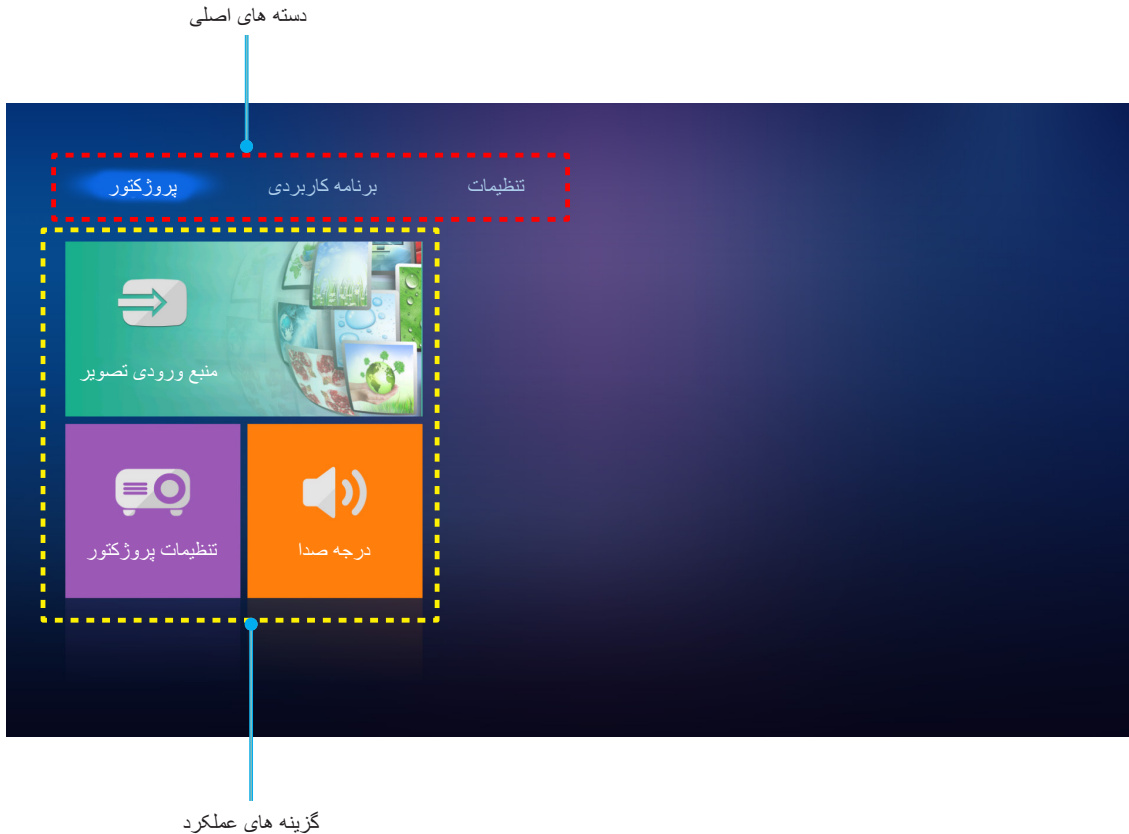 دسته های اصلی
پروژکتور
برنامه کاربردی
تنظیمات
منبع ورودی تصویر
تنظیمات پروژکتور
درجه صدا
گزینه های عملکرد